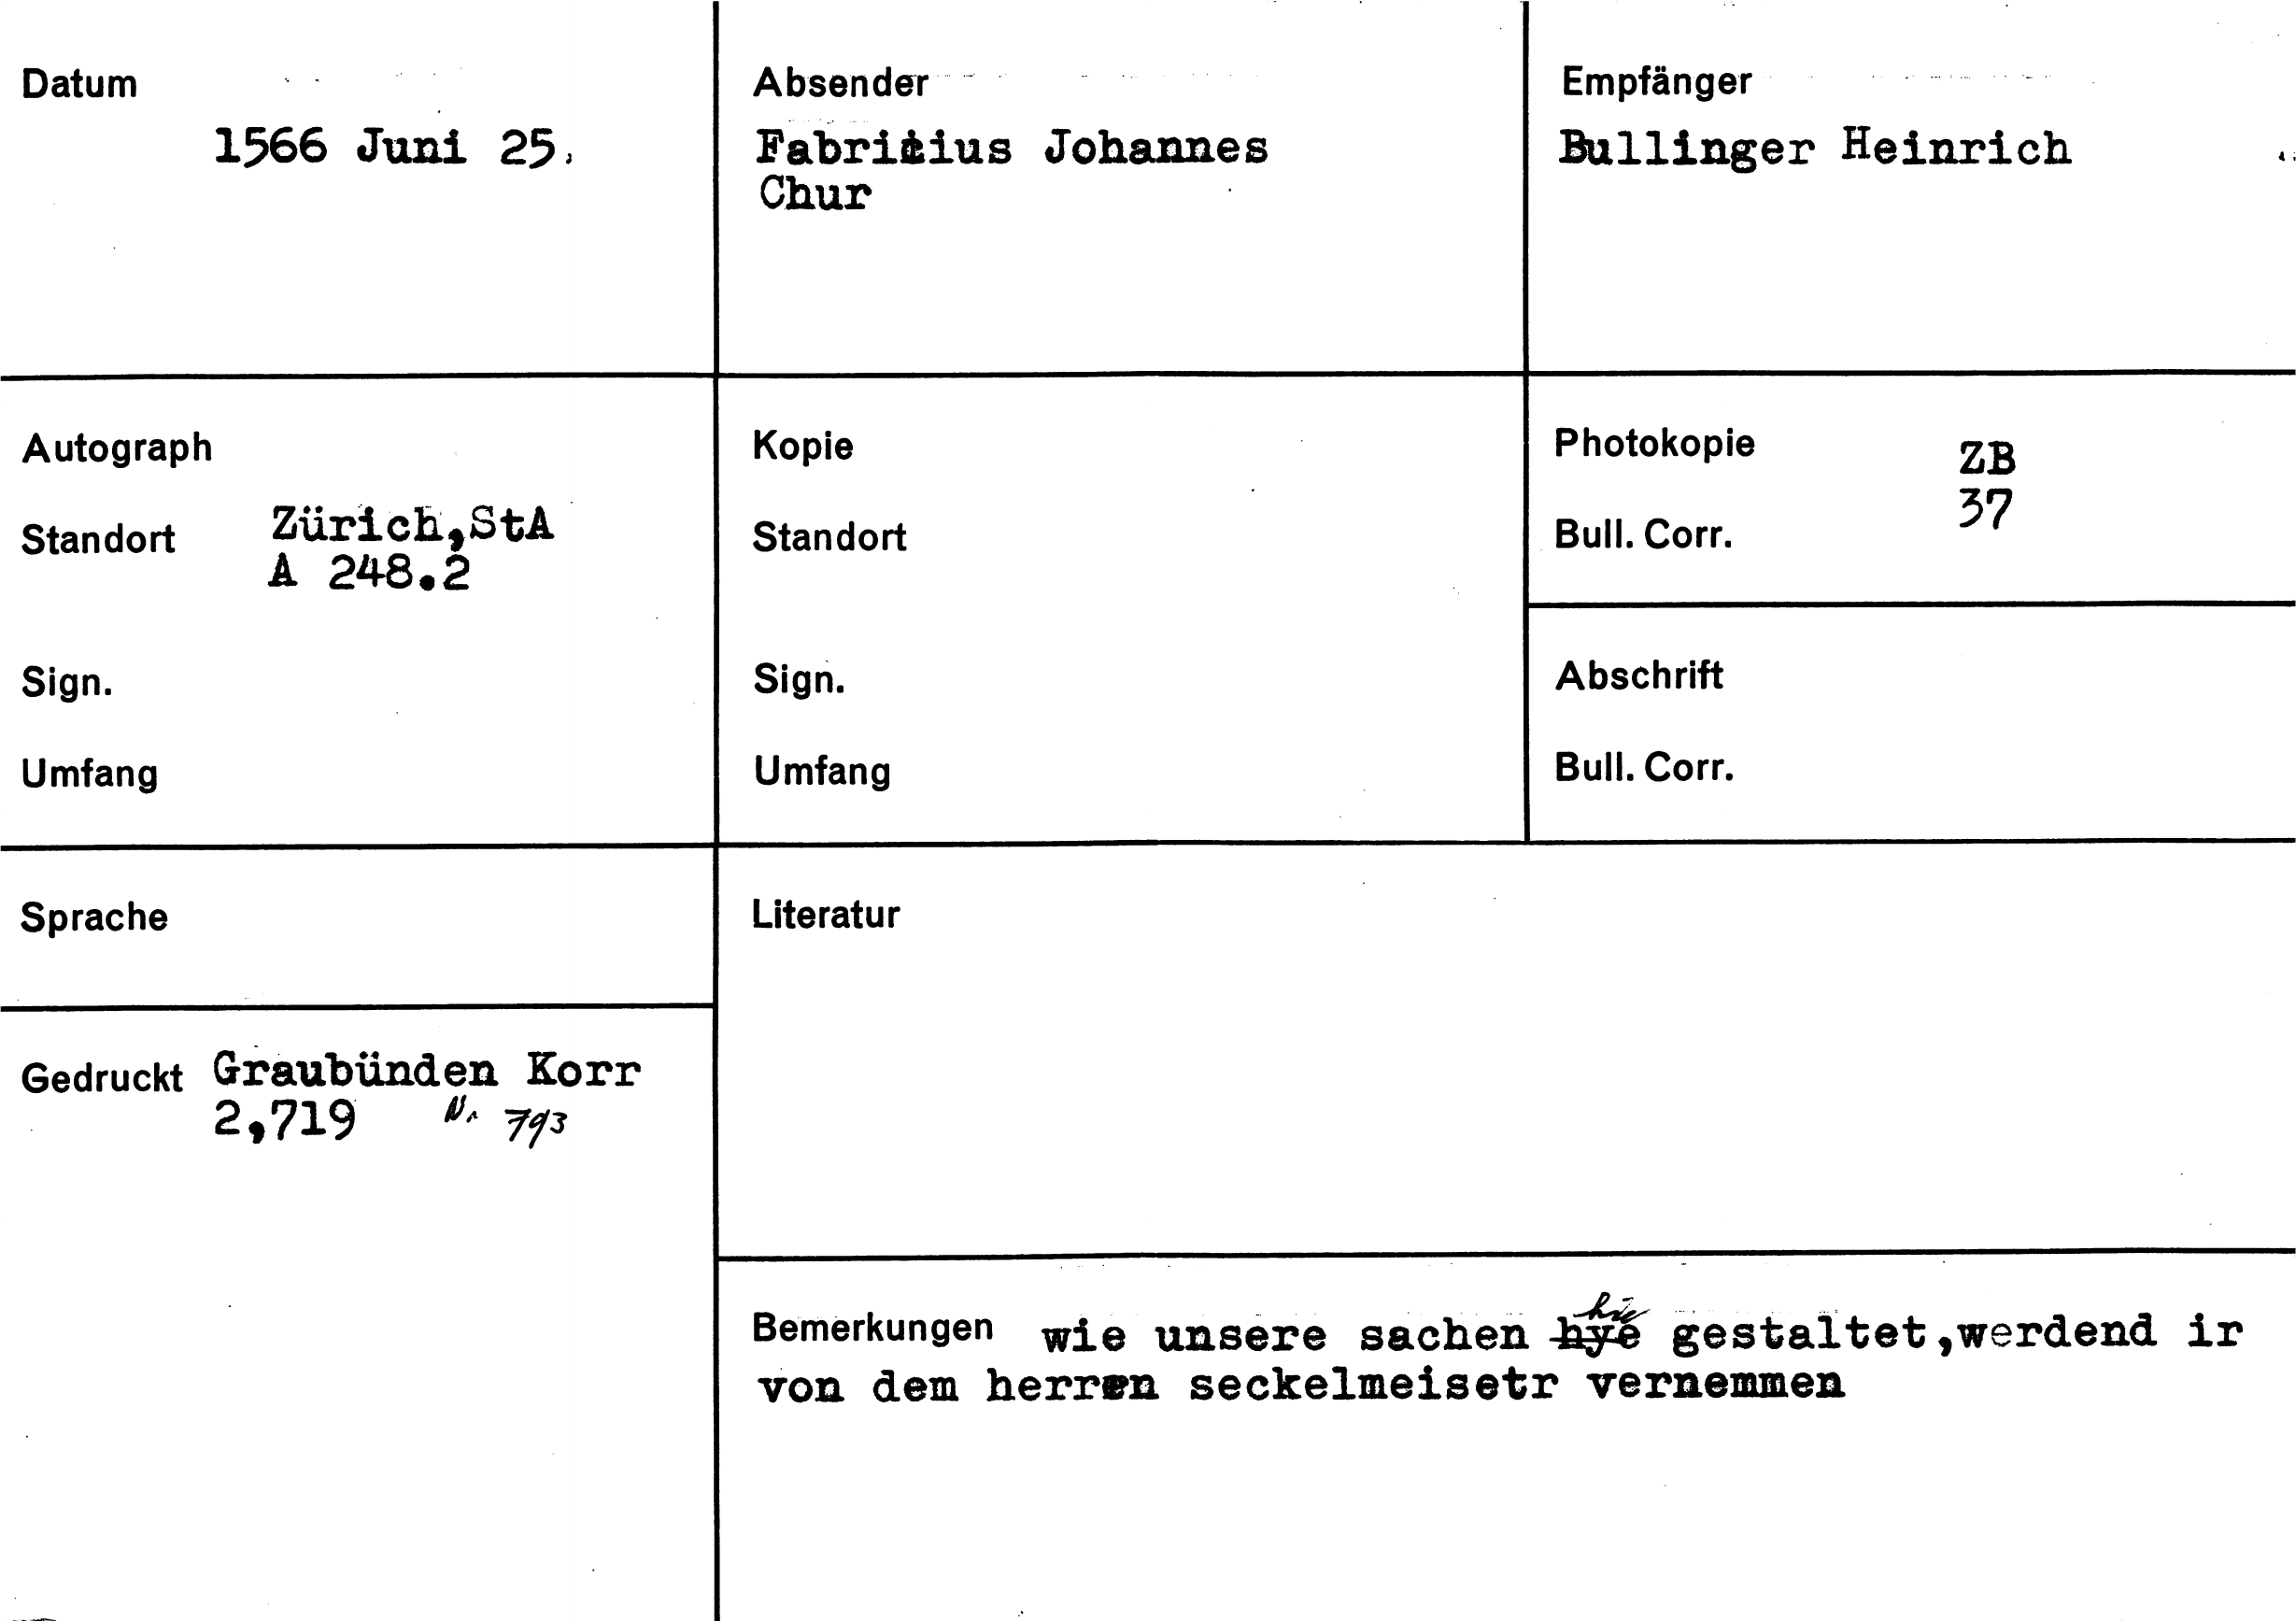 Datum
1566 Juni 25.
Absender
Fabritius Johannes
Chur
Empfänger
Bullinger Heinrich
Autograph
Standort Zürich,StA
A 248.2
Sign.
Umfang
Kopie
Standort
Sign.
Umfang
Photokopie ZB
Bull. Corr. 37
Abschrift
Bull. Corr.
Sprache
Gedruckt Graubünden Korr
2,719 Nr 793
Literatur
hie
Bemerkungen wie unsere sachen hye gestaltet,werdend ir
von dem herren seckelmeisetr vernemmen